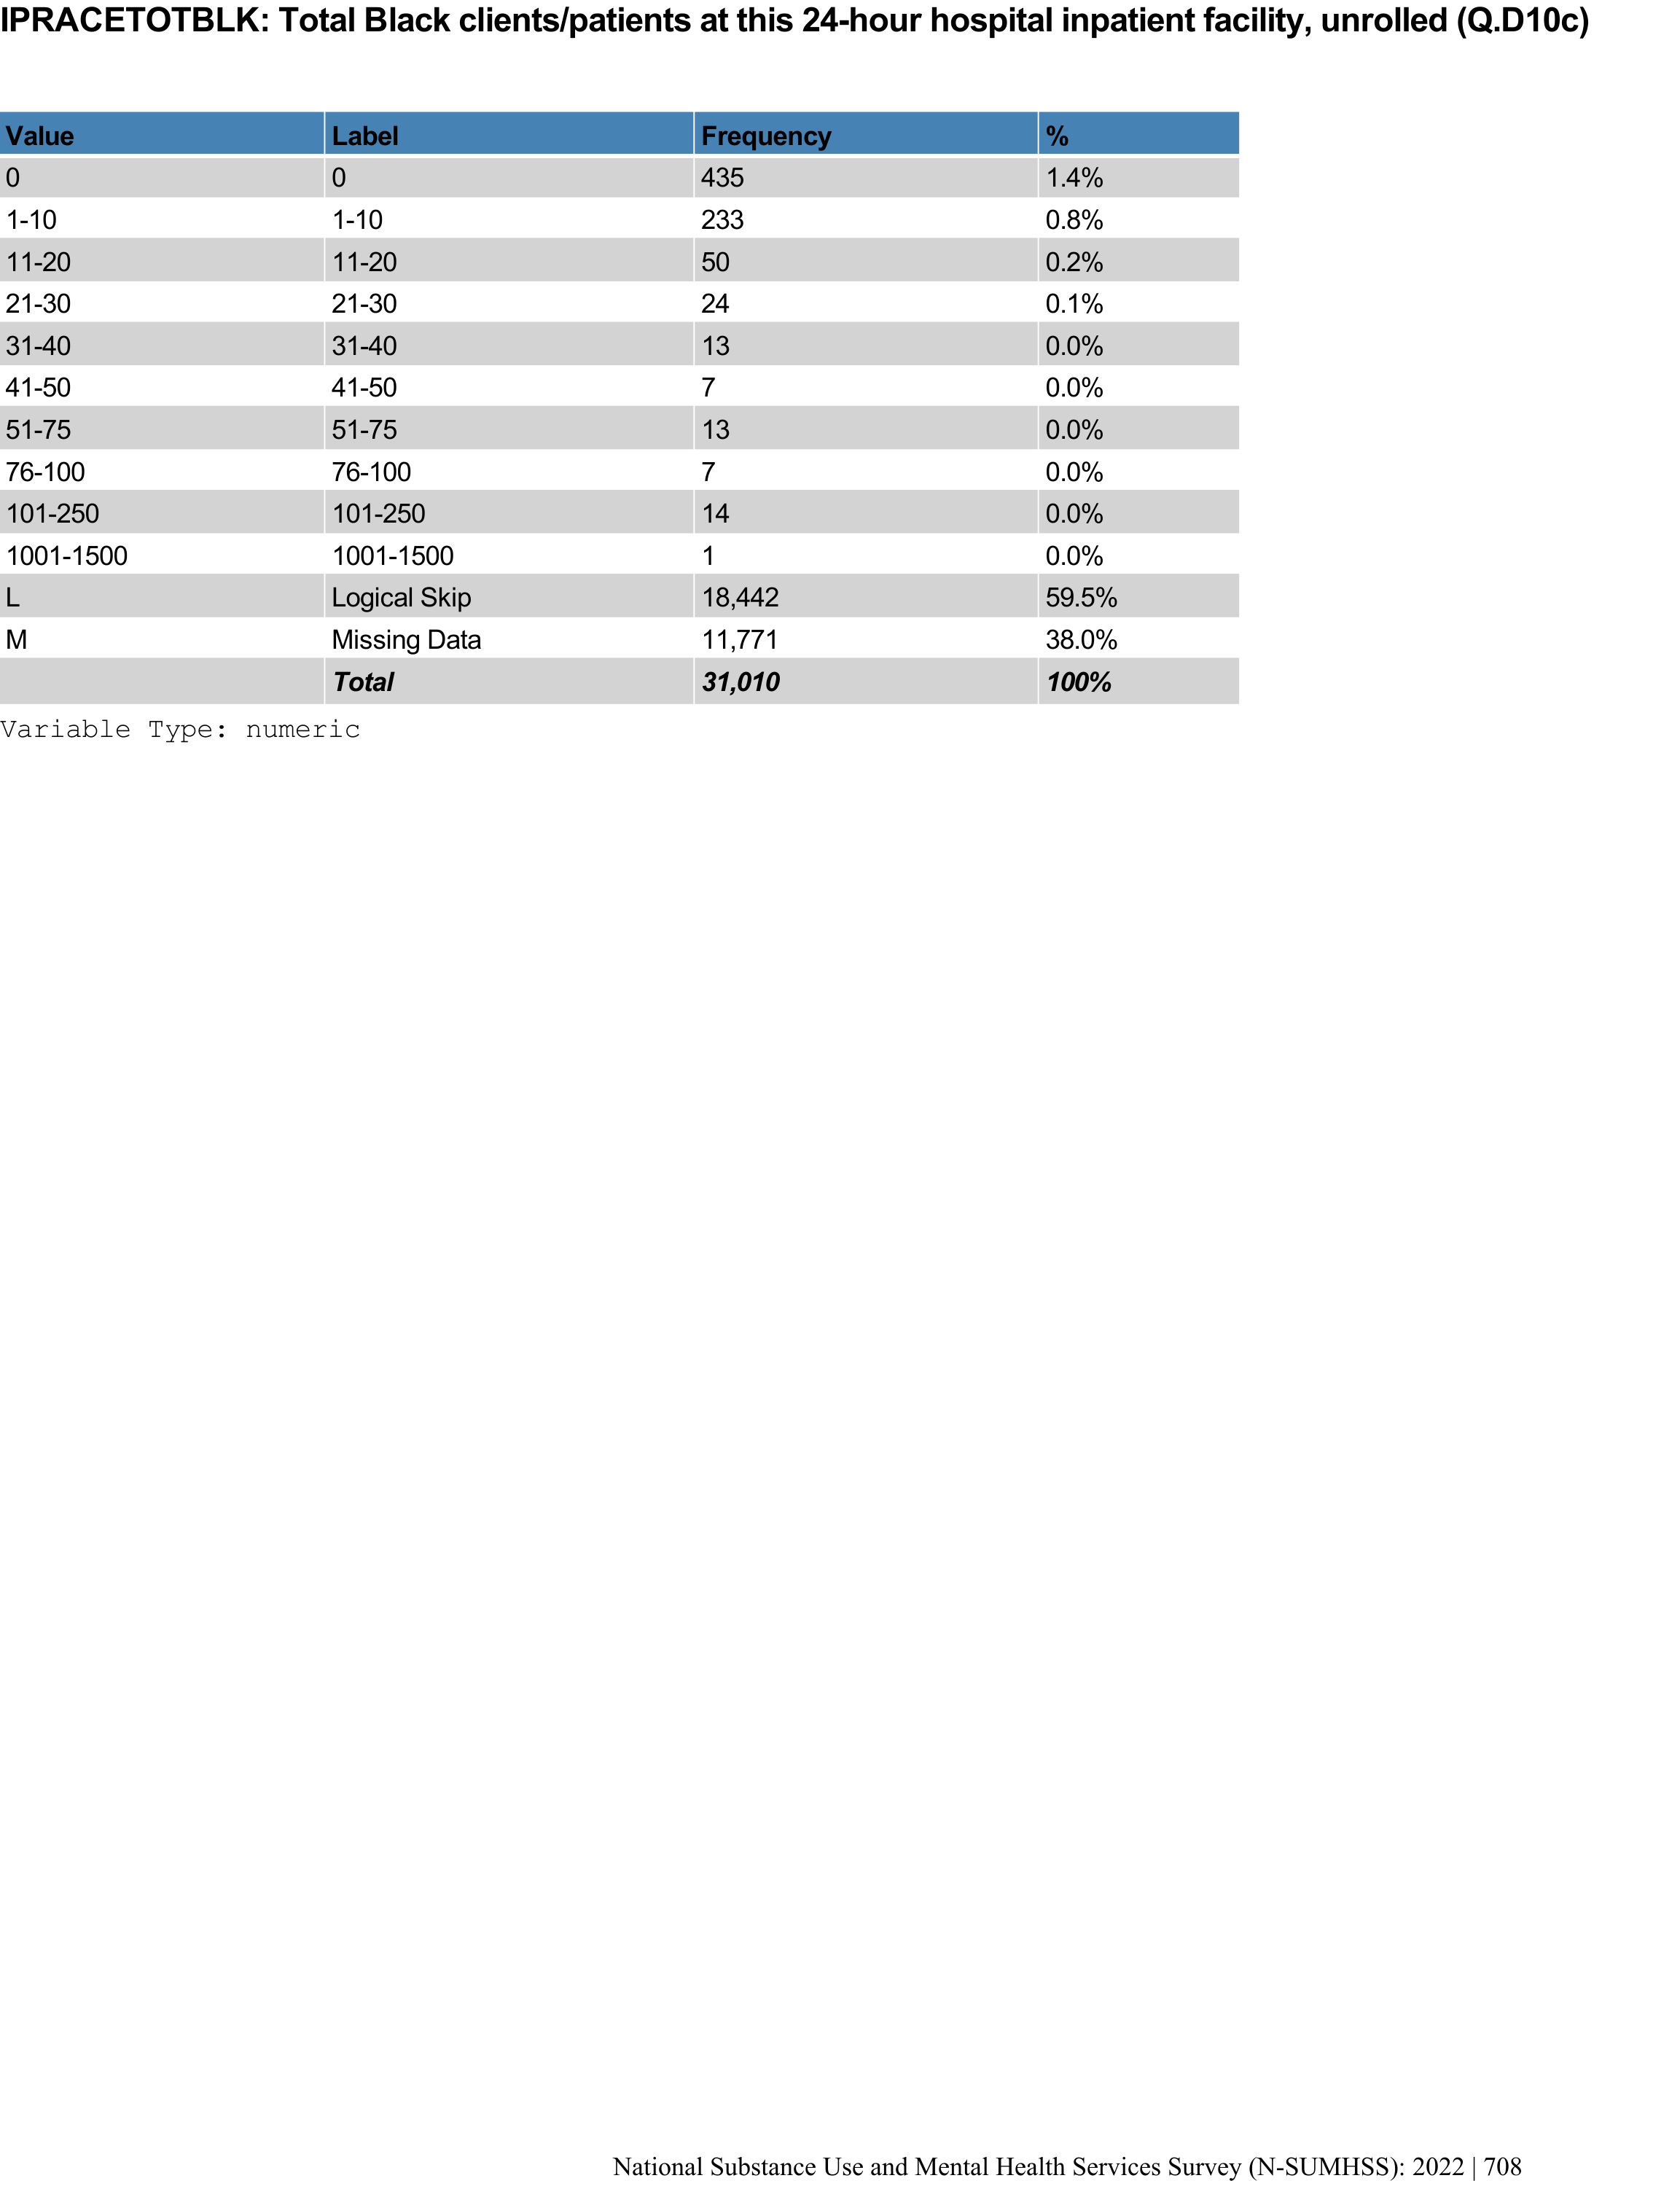 IPRACETOTBLK: Total Black clients/patients at this 24-hour hospital inpatient facility, unrolled (Q.D10c)
Value Label Frequency %
0 0 435 1.4%
1-10 1-10 233 0.8%
11-20 11-20 50 0.2%
21-30 21-30 24 0.1%
31-40 31-40 13 0.0%
41-50 41-50 7 0.0%
51-75 51-75 13 0.0%
76-100 76-100 7 0.0%
101-250 101-250 14 0.0%
1001-1500 1001-1500 1 0.0%
L Logical Skip 18,442 59.5%
M Missing Data 11,771 38.0%
Total 31,010 100%
Variable Type: numeric
National Substance Use and Mental Health Services Survey (N-SUMHSS): 2022 | 708